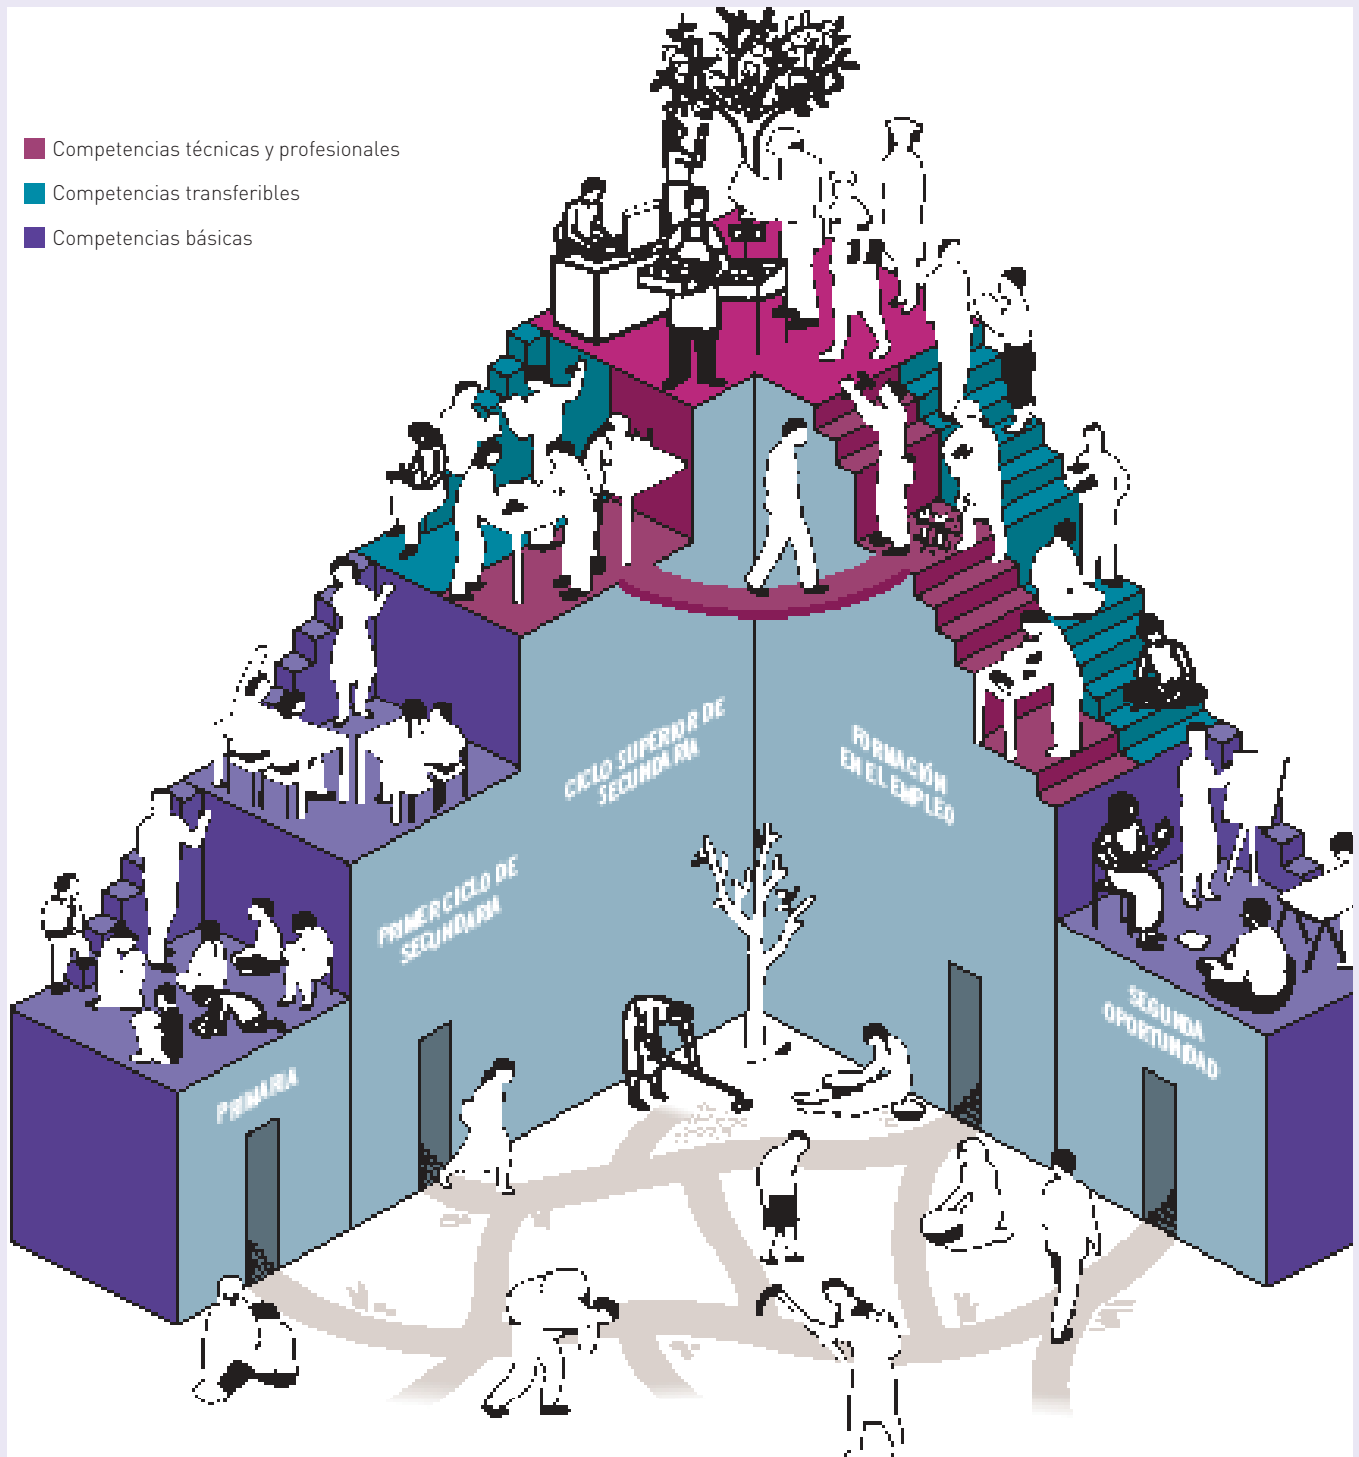 Competencias técnicas y profesionales
Competencias transferibles
Competencias básicas
CICLO SUPERIOR DE
SECUNDARIA
FORMACIÓN
EN EL EMPLEO
PRIMER CICLO DE
SECUNDARIA
SEGUNDA
OPORTUNIDAD
PRIMARIA